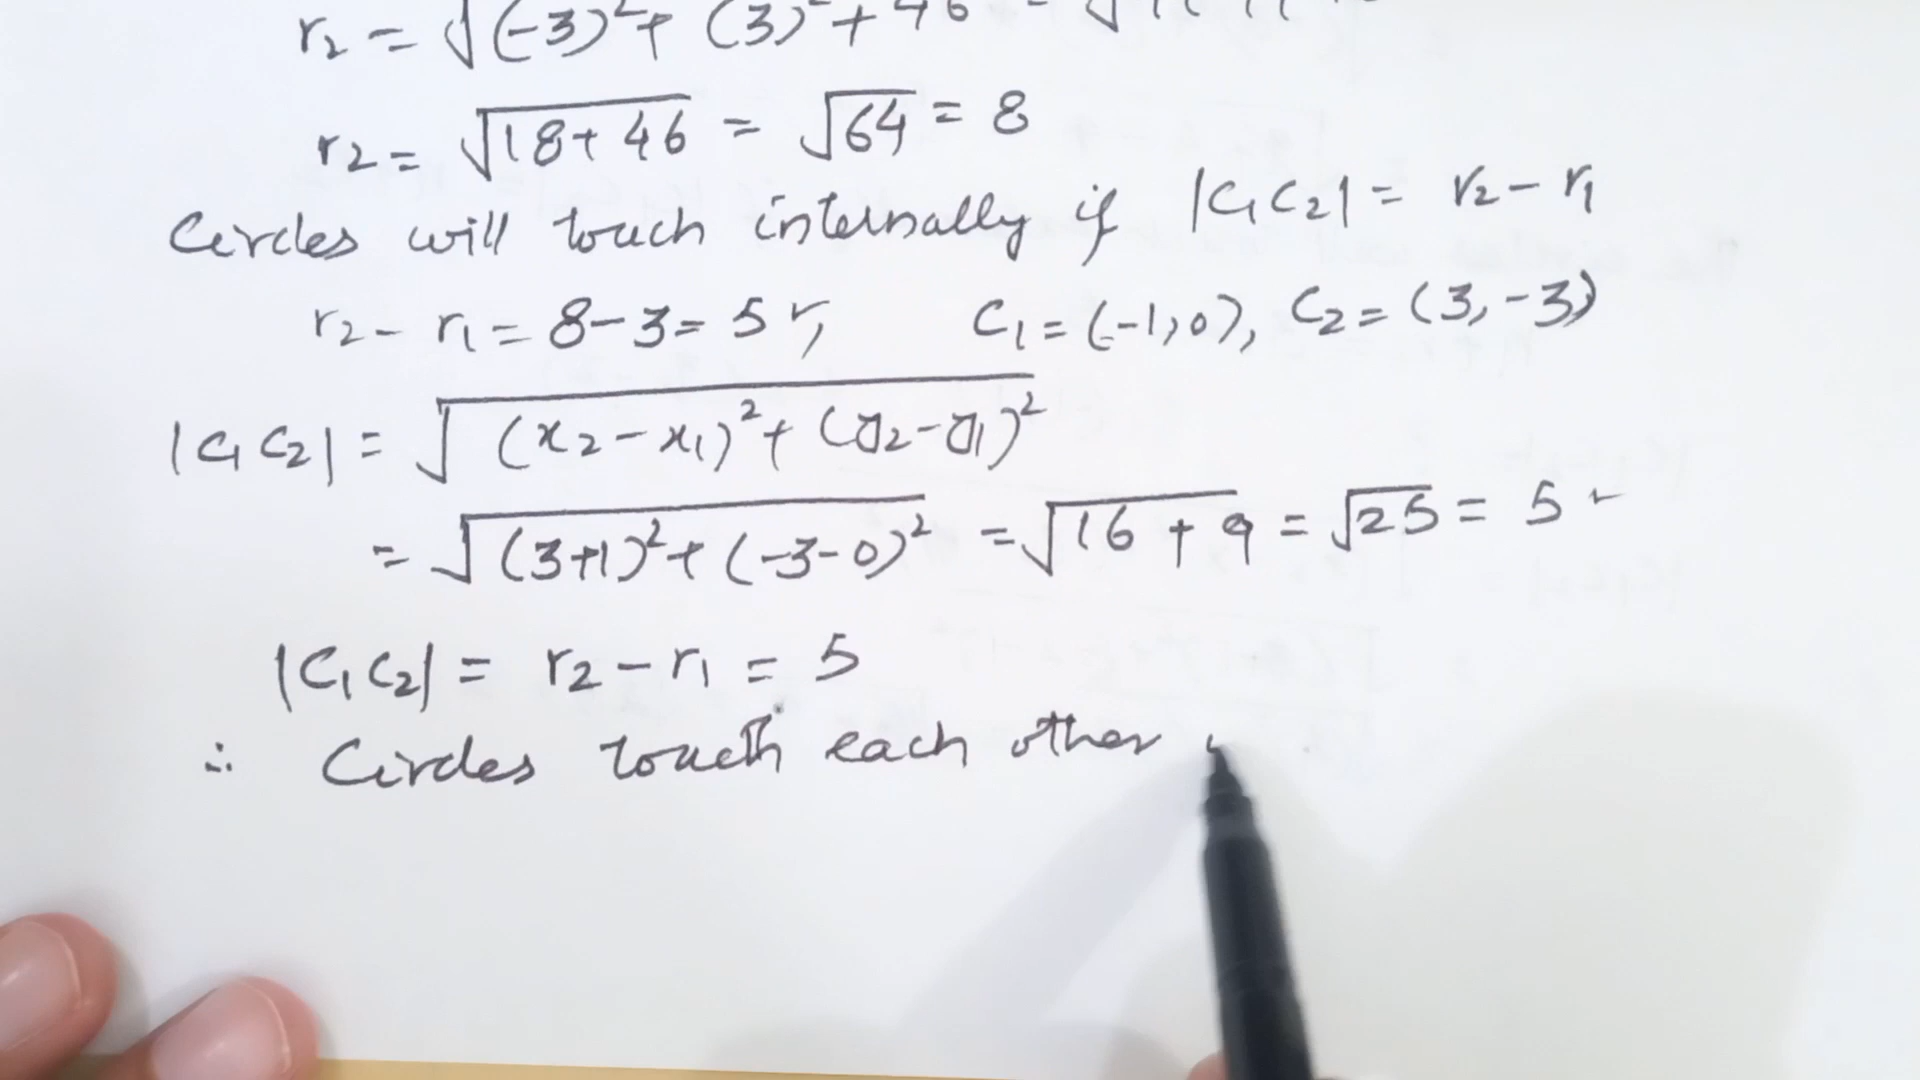 r₂ = √(-3)² + (3)² + 46 = √
r₂ = √18 + 46 = √64 = 8
Circles will touch internally if |C₁C₂| = r₂ - r₁
r₂ - r₁ = 8 - 3 = 5 C₁ = (-1, 0), C₂ = (3, -3)
|C₁C₂| = √(x₂ - x₁)² + (y₂ - y₁)²
= √(3+1)² + (-3-0)² = √16 + 9 = √25 = 5
|C₁C₂| = r₂ - r₁ = 5
∴ Circles touch each other